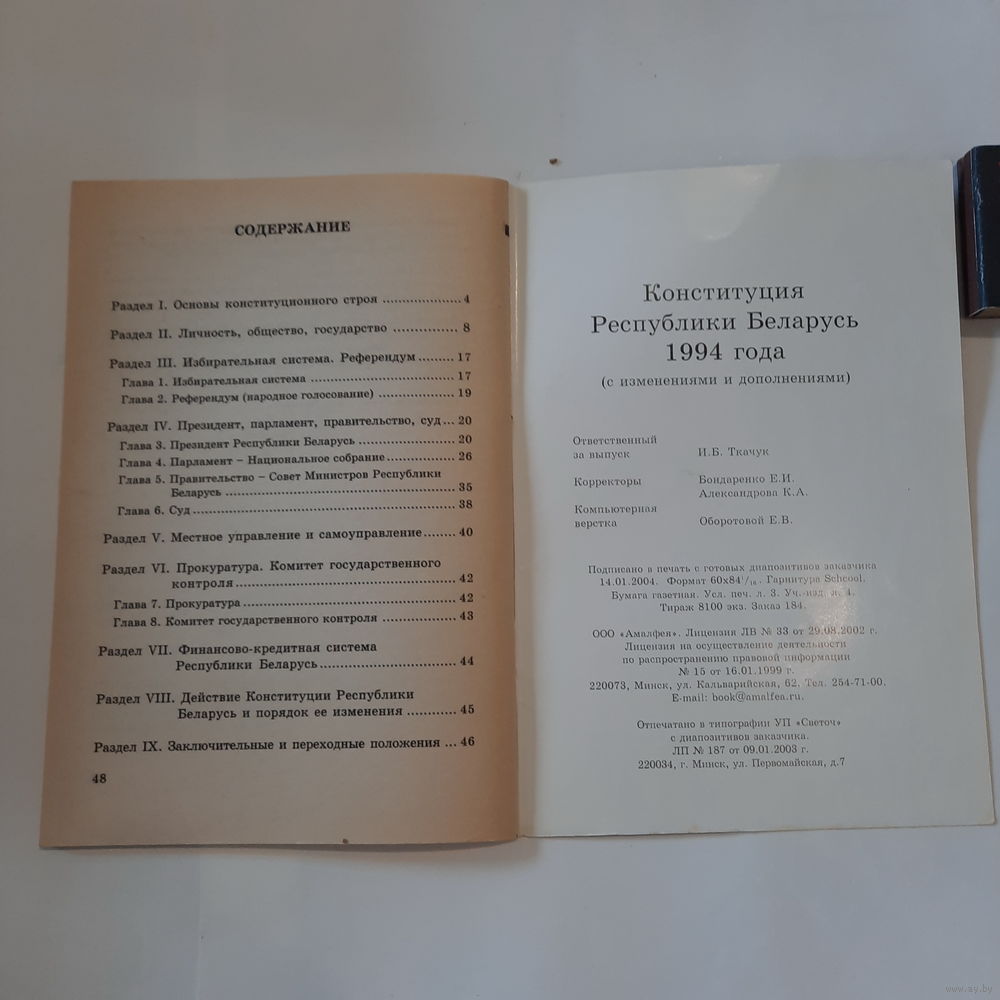 СОДЕРЖАНИЕ
Раздел I. Основы конституционного строя ..................... 4
Раздел II. Личность, общество, государство ................. 8
Раздел III. Избирательная система. Референдум ......... 17
Глава 1. Избирательная система ..................................... 17
Глава 2. Референдум (народное голосование) ................... 19
Раздел IV. Президент, парламент, правительство, суд... 20
Глава 3. Президент Республики Беларусь ........................ 20
Глава 4. Парламент – Национальное собрание .................. 26
Глава 5. Правительство – Совет Министров Республики
Беларусь ........................................................ 35
Глава 6. Суд .............................................................. 38
Раздел V. Местное управление и самоуправление ........ 40
Раздел VI. Прокуратура. Комитет государственного
контроля .................................................. 42
Глава 7. Прокуратура .................................................. 42
Глава 8. Комитет государственного контроля ................... 43
Раздел VII. Финансово-кредитная система
Республики Беларусь ............................... 44
Раздел VIII. Действие Конституции Республики
Беларусь и порядок ее изменения ............ 45
Раздел IX. Заключительные и переходные положения ... 46
48
Конституция
Республики Беларусь
1994 года
(с изменениями и дополнениями)
Ответственный
за выпуск И.Б. Ткачук
Корректоры Бондаренко Е.И.
Александрова К.А.
Компьютерная
верстка Оборотовой Е.В.
Подписано в печать с готовых диапозитивов заказчика
14.01.2004. Формат 60x84 1/16. Гарнитура Schcool.
Бумага газетная. Усл. печ. л. 3. Уч.-изд. л. 4.
Тираж 8100 экз. Заказ 184.
ООО «Амалфея». Лицензия ЛВ № 33 от 29.08.2002 г.
Лицензия на осуществление деятельности
по распространению правовой информации
№ 15 от 16.01.1999 г.
220073, Минск, ул. Кальварийская, 62. Тел. 254-71-00.
E-mail: book@amalfea.ru.
Отпечатано в типографии УП «Светоч»
с диапозитивов заказчика.
ЛП № 187 от 09.01.2003 г.
220034, г. Минск, ул. Первомайская, д.7
www.ay.by